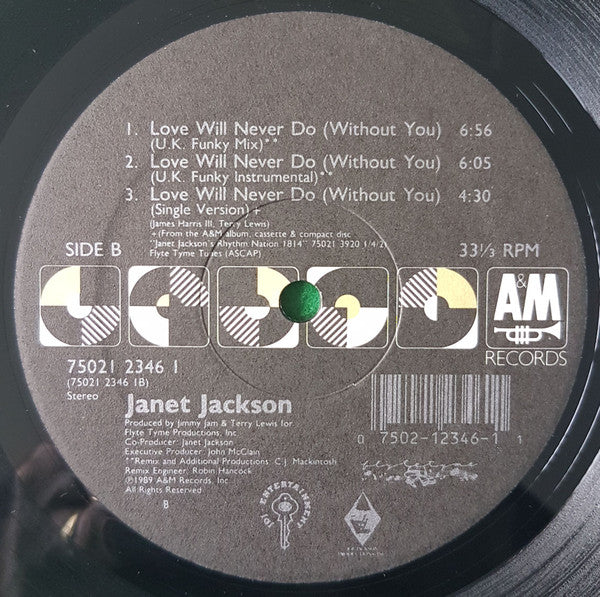 1. Love Will Never Do (Without You) 6:56
(U.K. Funky Mix)**
2. Love Will Never Do (Without You) 6:05
(U.K. Funky Instrumental)**
3. Love Will Never Do (Without You) 4:30
(Single Version)+
(James Harris III, Terry Lewis)
+(From the A&M album, cassette & compact disc
"Janet Jackson's Rhythm Nation 1814" 75021 3920 1/4/2)
Flyte Tyme Tunes (ASCAP)
SIDE B
33⅓ RPM
A&M
RECORDS
75021 2346 1
(75021 2346 1B)
Stereo
Janet Jackson
Produced by Jimmy Jam & Terry Lewis for
Flyte Tyme Productions, Inc.
Co-Producer: Janet Jackson
Executive Producer: John McClain
**Remix and Additional Productions: C.J. Mackintosh
Remix Engineer: Robin Hancock
℗1989 A&M Records, Inc.
All Rights Reserved
B
0 7502-12346-1 1
ENTERTAINMENT